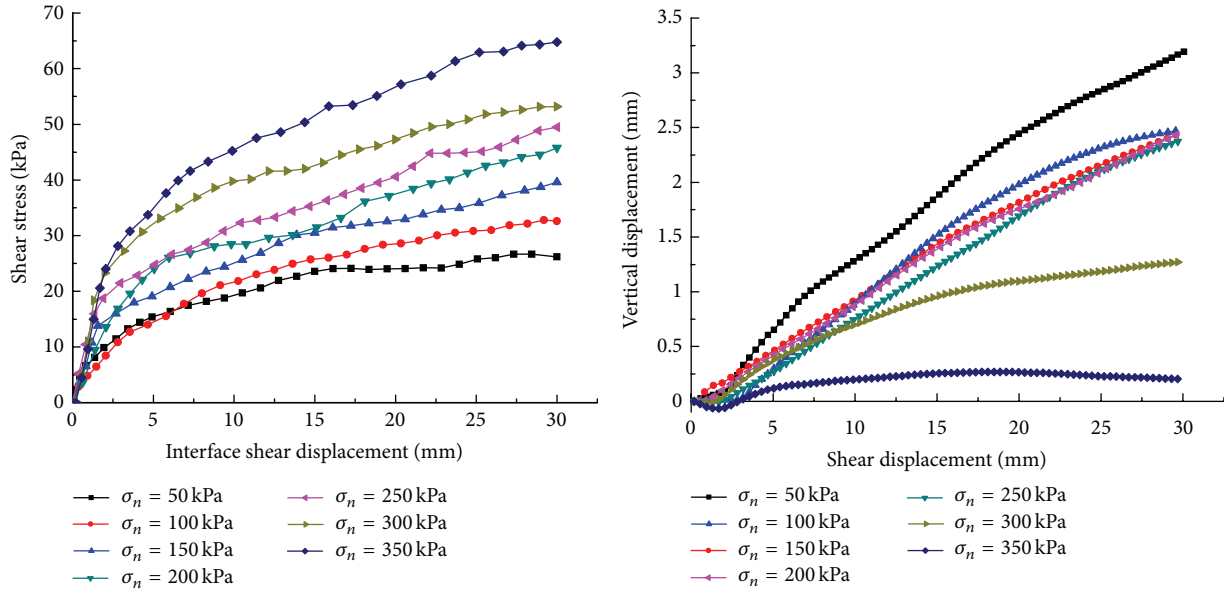 70
60
50
40
30
20
10
0
Shear stress (kPa)
0 5 10 15 20 25 30
Interface shear displacement (mm)
σn = 50 kPa
σn = 100 kPa
σn = 150 kPa
σn = 200 kPa
σn = 250 kPa
σn = 300 kPa
σn = 350 kPa
3.5
3
2.5
2
1.5
1
0.5
0
Vertical displacement (mm)
0 5 10 15 20 25 30
Shear displacement (mm)
σn = 50 kPa
σn = 100 kPa
σn = 150 kPa
σn = 200 kPa
σn = 250 kPa
σn = 300 kPa
σn = 350 kPa